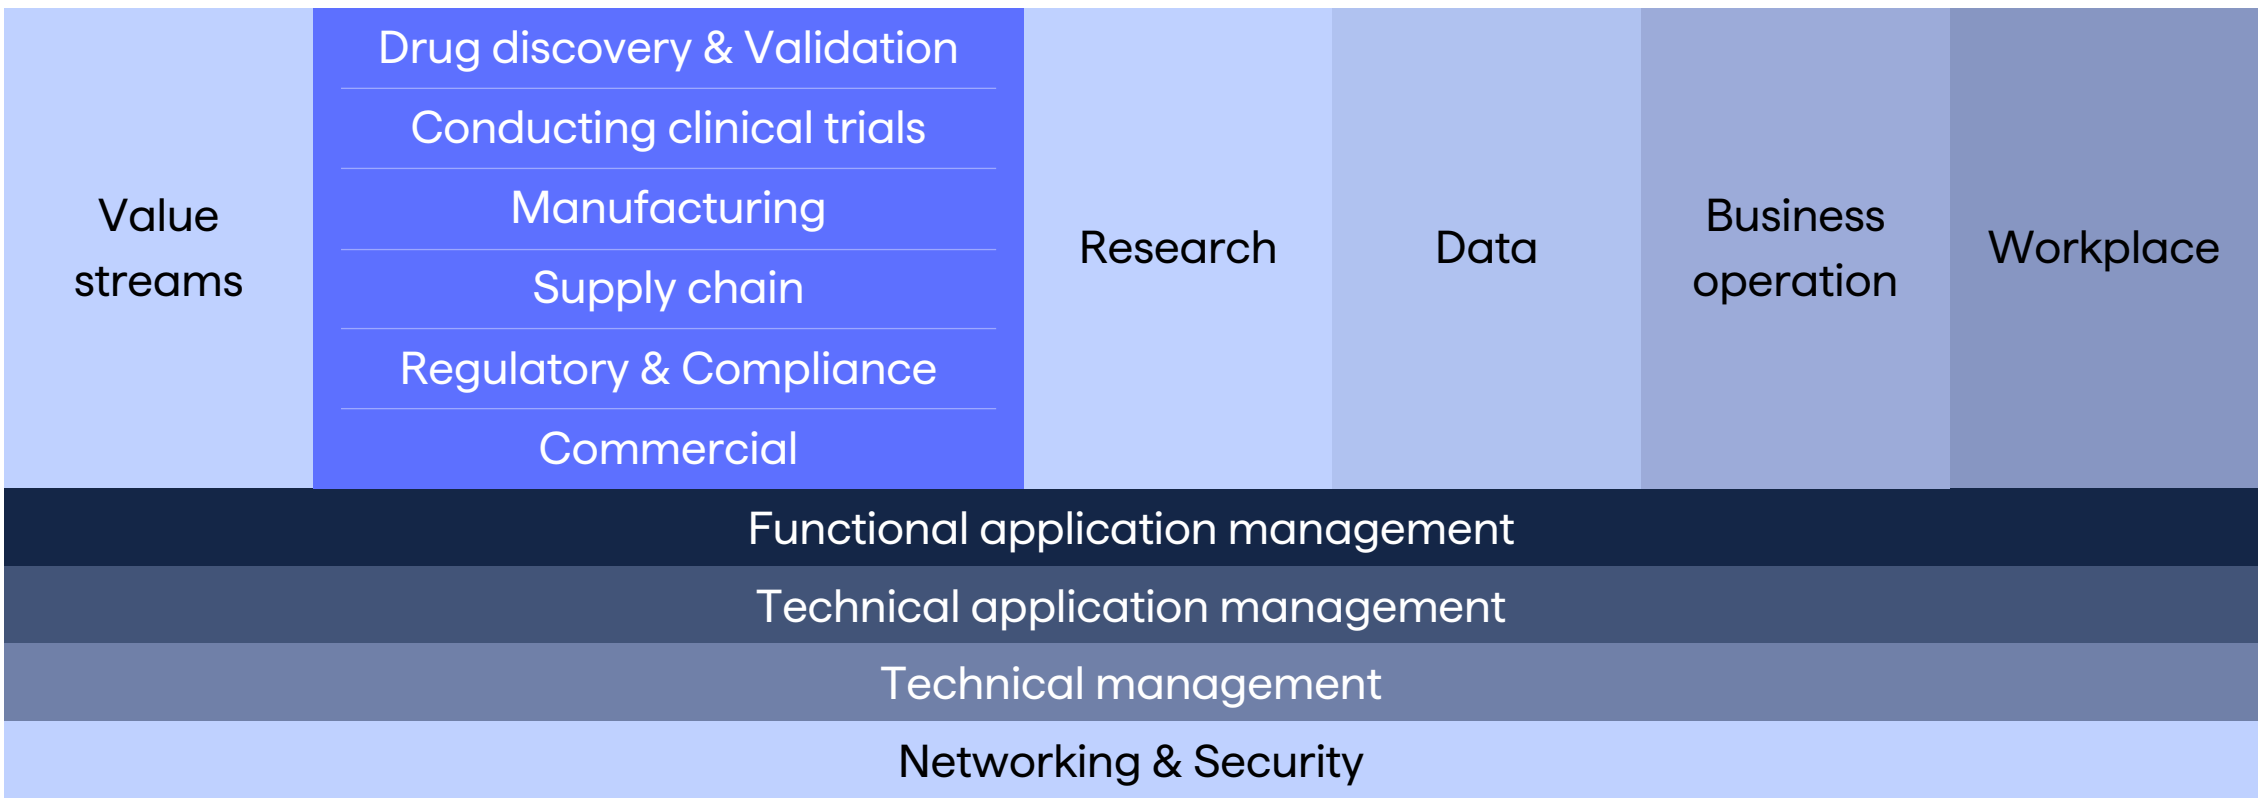 Value
streams
Drug discovery & Validation
Conducting clinical trials
Manufacturing
Supply chain
Regulatory & Compliance
Commercial
Research
Data
Business
operation
Workplace
Functional application management
Technical application management
Technical management
Networking & Security